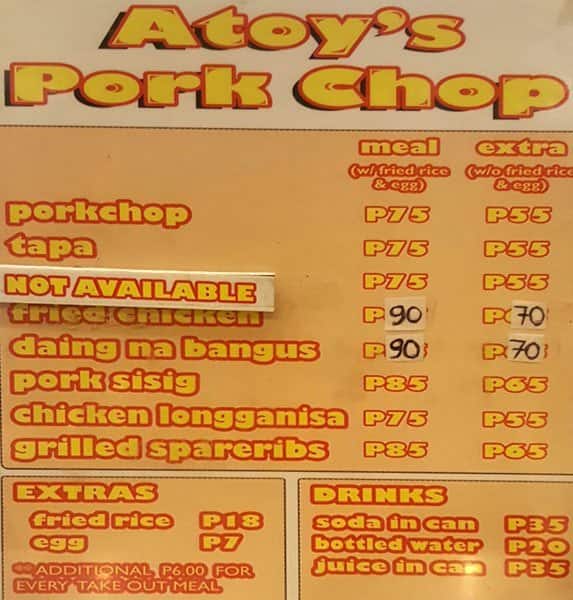 Atoy's
Pork Chop
meal extra
(w/ fried rice (w/o fried rice
& egg) & egg)
porkchop P75 P55
tapa P75 P55
NOT AVAILABLE P75 P55
fried chicken P90 P70
daing na bangus P90 P70
pork sisig P85 P65
chicken longganisa P75 P55
grilled spareribs P85 P65
EXTRAS
fried rice P18
egg P7
** ADDITIONAL P6.00 FOR
EVERY TAKE OUT MEAL
DRINKS
soda in can P35
bottled water P20
juice in can P35